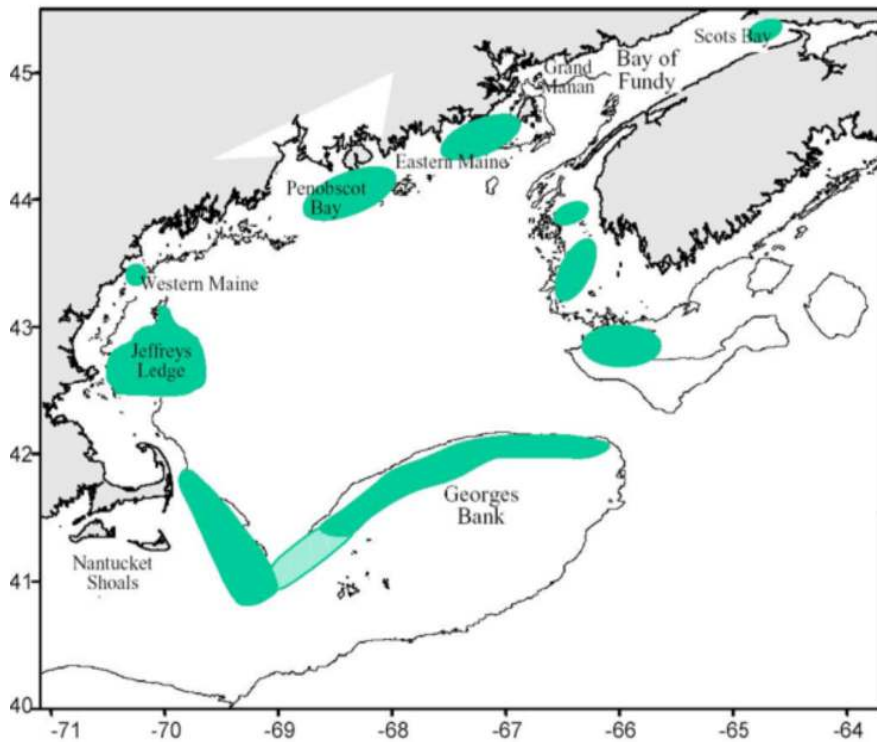 Scots Bay
45
Bay of
Fundy
Grand
Manan
Eastern Maine
44
Penobscot
Bay
Western Maine
43
Jeffreys
Ledge
42
Georges
Bank
Nantucket
Shoals
41
40
-71 -70 -69 -68 -67 -66 -65 -64